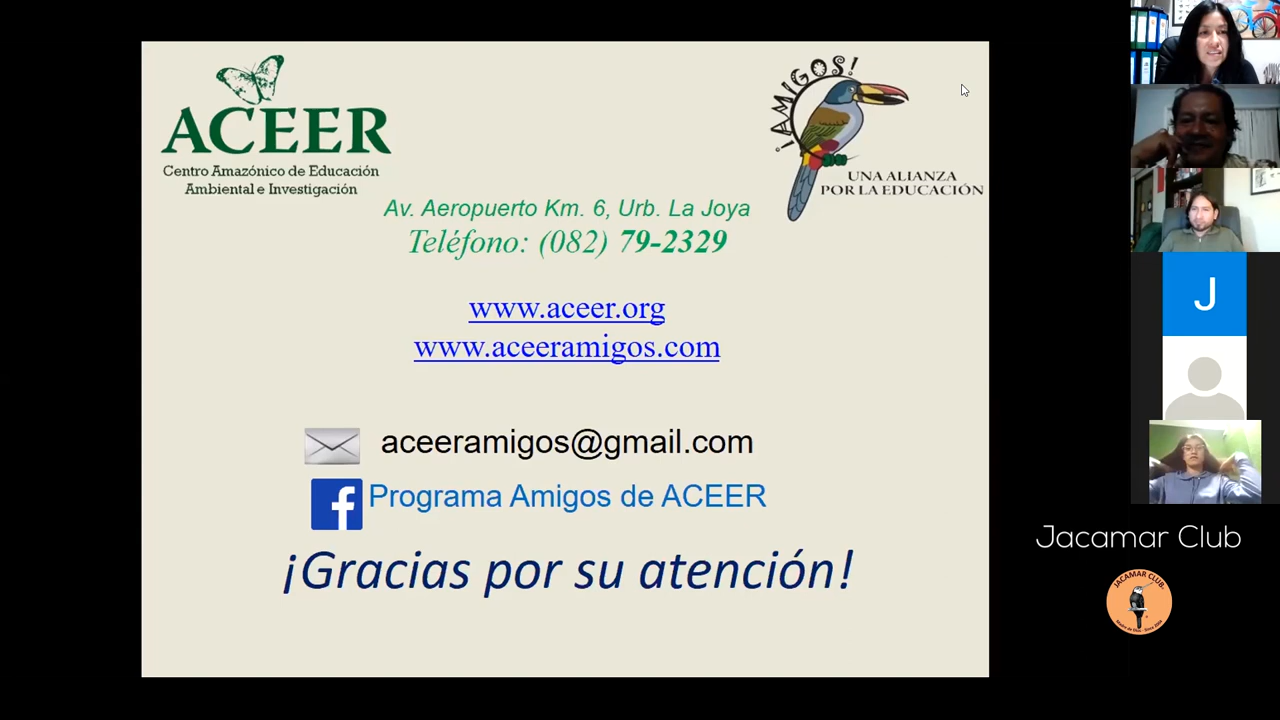 ACEER
Centro Amazónico de Educación
Ambiental e Investigación
¡AMIGOS!
UNA ALIANZA
POR LA EDUCACIÓN
Av. Aeropuerto Km. 6, Urb. La Joya
Teléfono: (082) 79-2329
www.aceer.org
www.aceeramigos.com
aceeramigos@gmail.com
f Programa Amigos de ACEER
¡Gracias por su atención!
J
Jacamar Club
JACAMAR CLUB